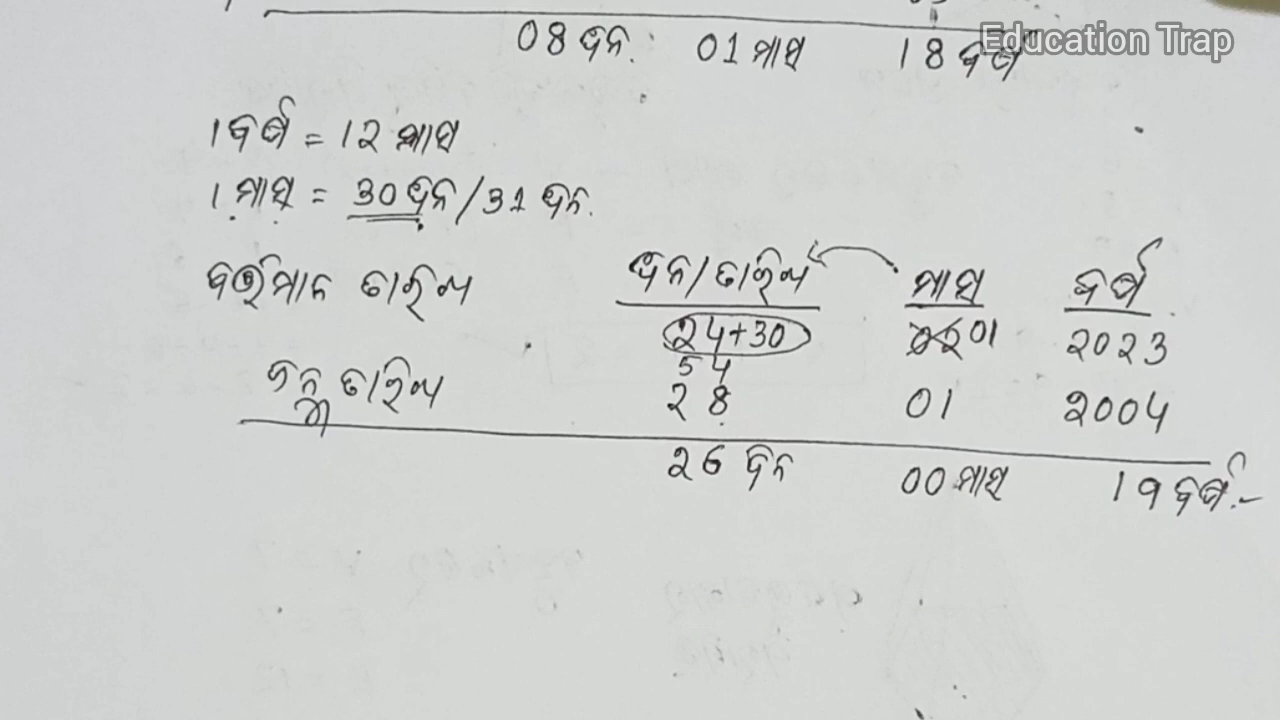 08 ଦିନ 01 ମାସ 18 ବର୍ଷ
Education Trap
1 ବର୍ଷ = 12 ମାସ
1 ମାସ = 30 ଦିନ / 31 ଦିନ.
ବର୍ତ୍ତମାନ ତାରିଖ ଦିନ/ତାରିଖ ମାସ ବର୍ଷ
24+30 01 2023
54
ଜନ୍ମ ତାରିଖ 28 01 2004
26 ଦିନ 00 ମାସ 19 ବର୍ଷ.-